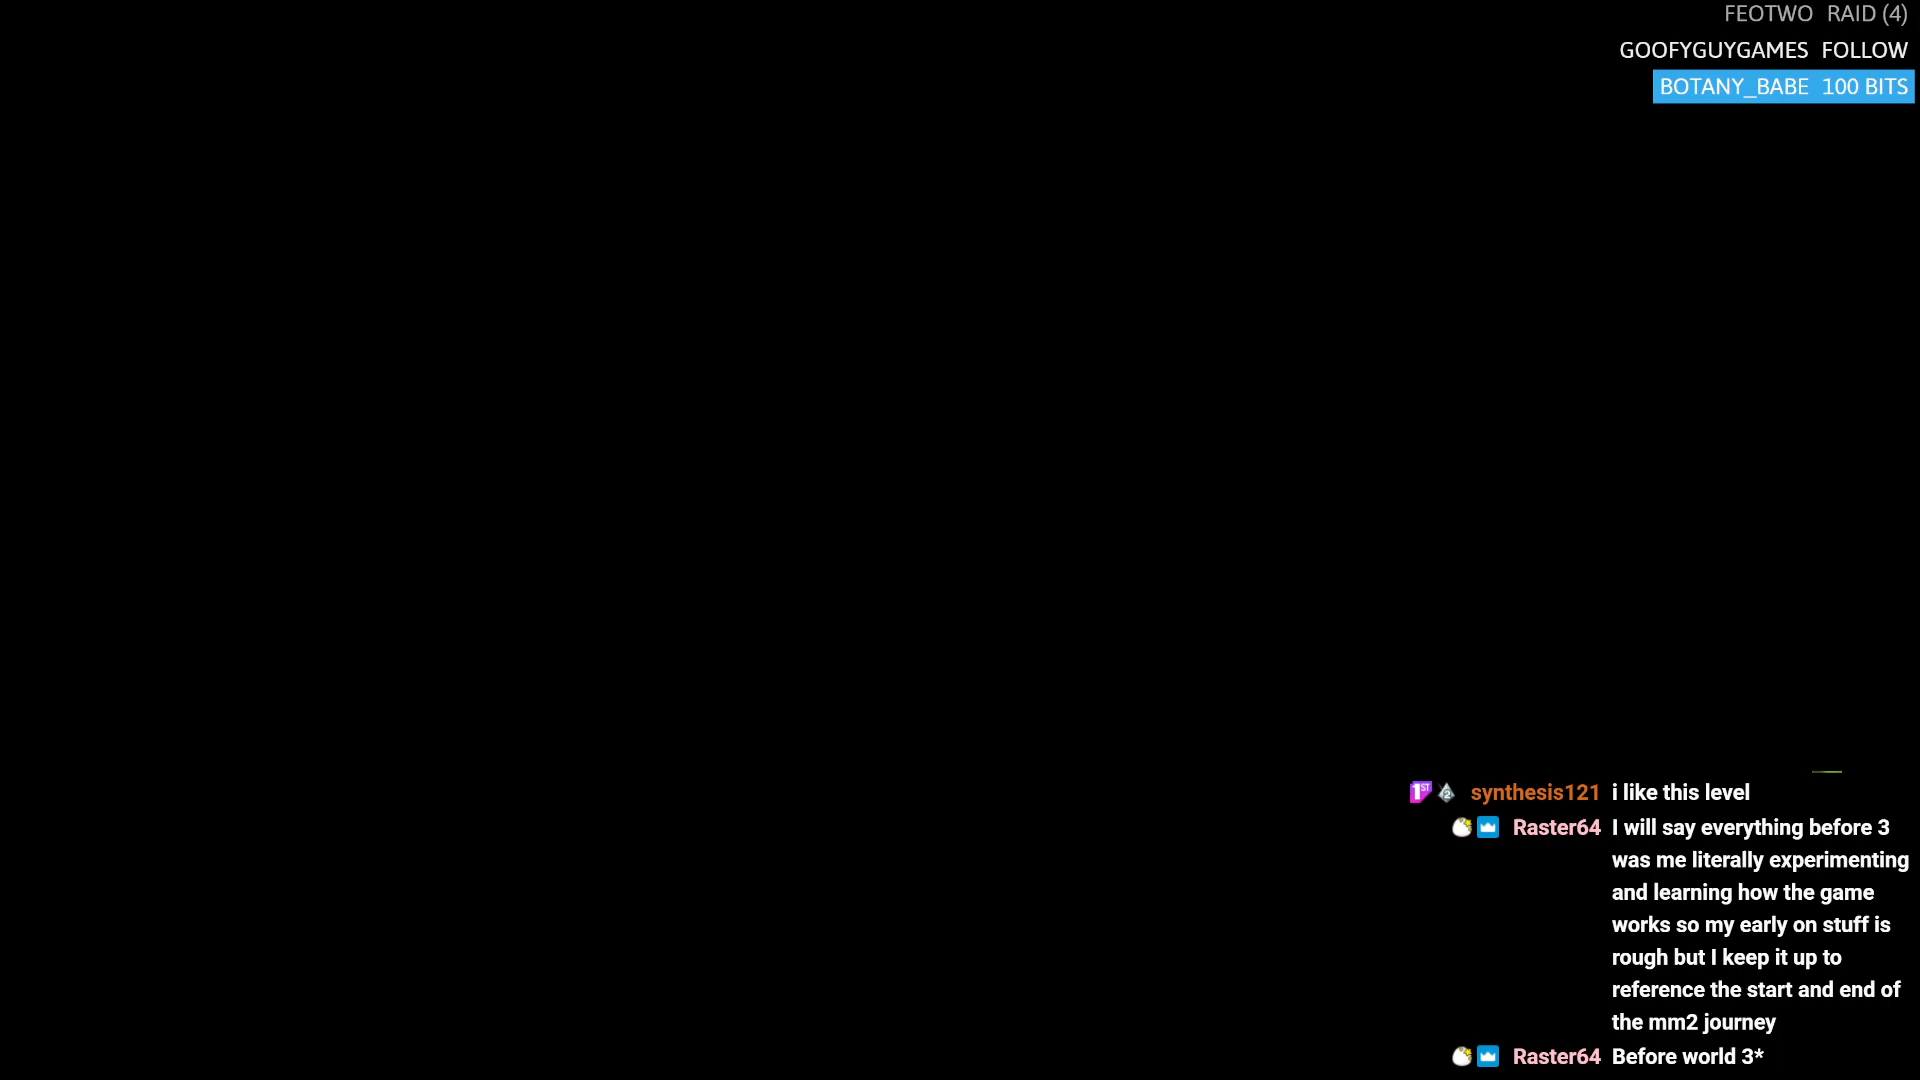 FEOTWO RAID (4)
GOOFYGUYGAMES FOLLOW
BOTANY_BABE 100 BITS
1ST 2 synthesis121 i like this level
Raster64 I will say everything before 3
was me literally experimenting
and learning how the game
works so my early on stuff is
rough but I keep it up to
reference the start and end of
the mm2 journey
Raster64 Before world 3*